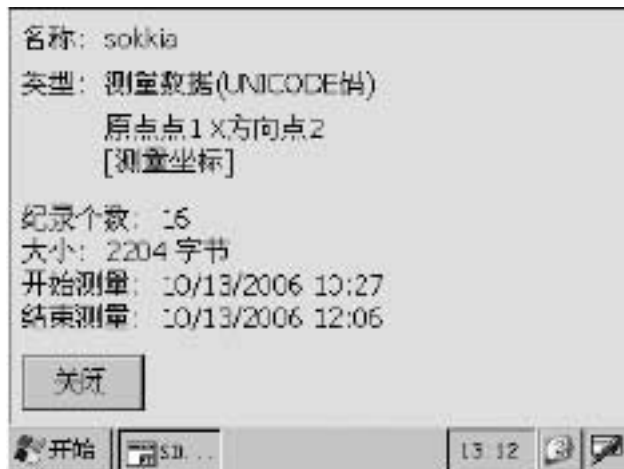 名称: sokkia
类型: 测量数据(UNICODE码)
原点点1 X方向点2
[测量坐标]
纪录个数: 16
大小: 2204 字节
开始测量: 10/13/2006 10:27
结束测量: 10/13/2006 12:06
关闭
开始 SD...
13:12